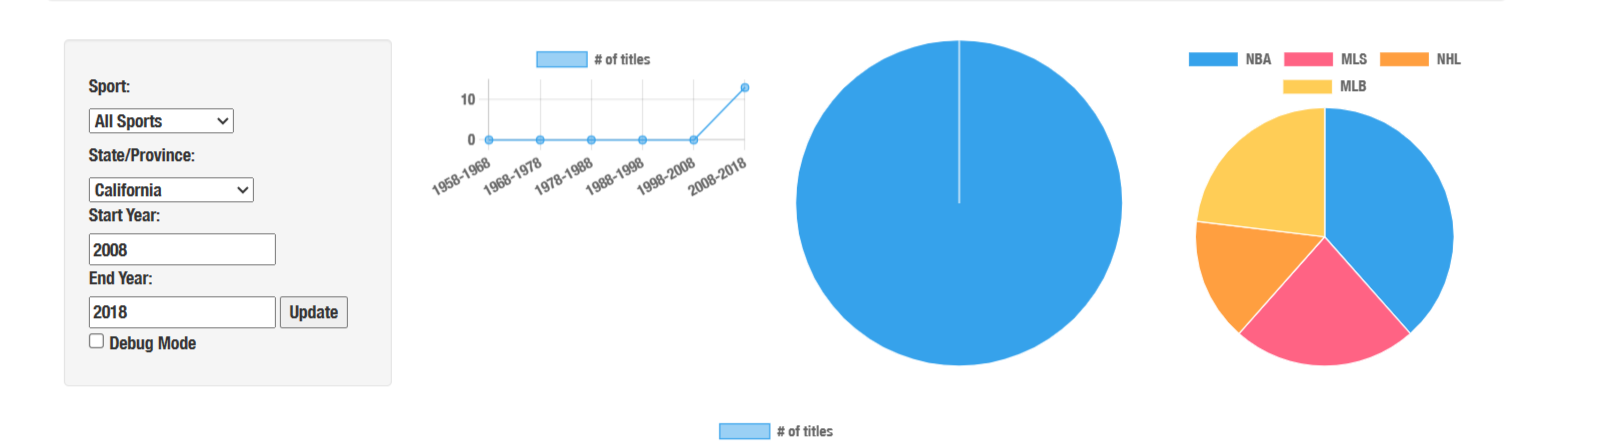 Sport:
All Sports
State/Province:
California
Start Year:
2008
End Year:
2018 Update
Debug Mode
# of titles
10
0
1958-1968 1968-1978 1978-1988 1988-1998 1998-2008 2008-2018
NBA MLS NHL
MLB
# of titles